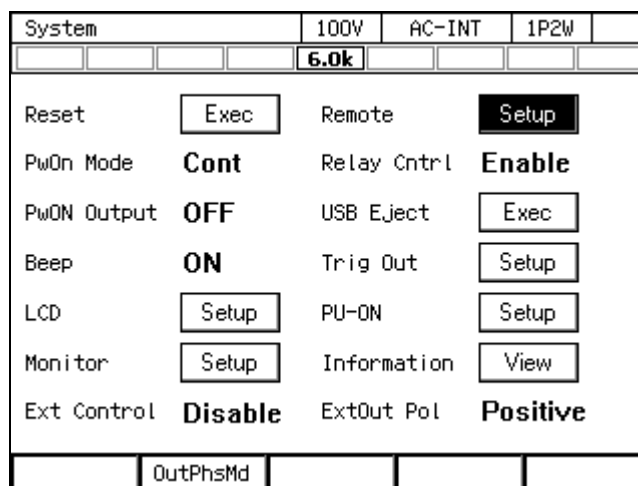 System 100V AC-INT 1P2W
6.0k
Reset Exec Remote Setup
PwOn Mode Cont Relay Cntrl Enable
PwON Output OFF USB Eject Exec
Beep ON Trig Out Setup
LCD Setup PU-ON Setup
Monitor Setup Information View
Ext Control Disable ExtOut Pol Positive
OutPhsMd